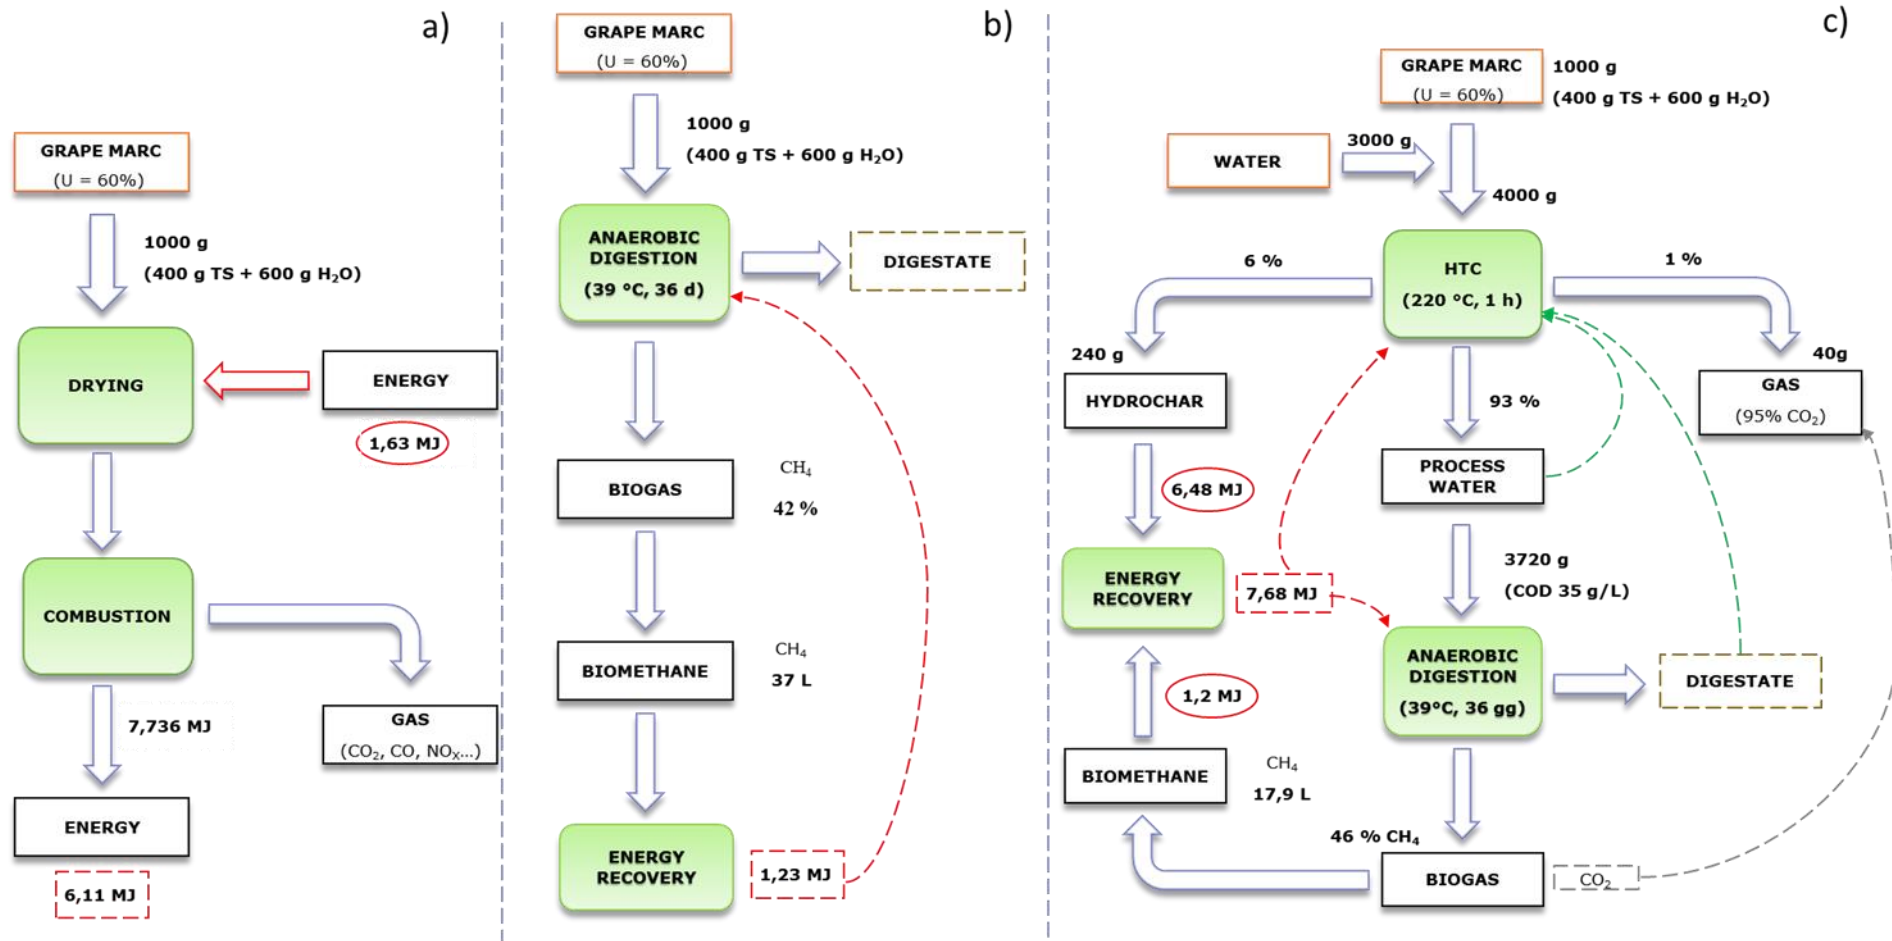 a)
GRAPE MARC
(U = 60%)
1000 g
(400 g TS + 600 g H₂O)
DRYING
ENERGY
1,63 MJ
COMBUSTION
7,736 MJ
GAS
(CO₂, CO, NOₓ...)
ENERGY
6,11 MJ
b)
GRAPE MARC
(U = 60%)
1000 g
(400 g TS + 600 g H₂O)
ANAEROBIC
DIGESTION
(39 °C, 36 d)
DIGESTATE
BIOGAS
CH₄
42 %
BIOMETHANE
CH₄
37 L
ENERGY
RECOVERY
1,23 MJ
c)
GRAPE MARC
(U = 60%)
1000 g
(400 g TS + 600 g H₂O)
WATER
3000 g
4000 g
HTC
(220 °C, 1 h)
6 %
1 %
240 g
HYDROCHAR
93 %
40g
GAS
(95% CO₂)
PROCESS
WATER
6,48 MJ
3720 g
(COD 35 g/L)
ENERGY
RECOVERY
7,68 MJ
ANAEROBIC
DIGESTION
(39°C, 36 gg)
DIGESTATE
1,2 MJ
BIOMETHANE
CH₄
17,9 L
46 % CH₄
BIOGAS
CO₂